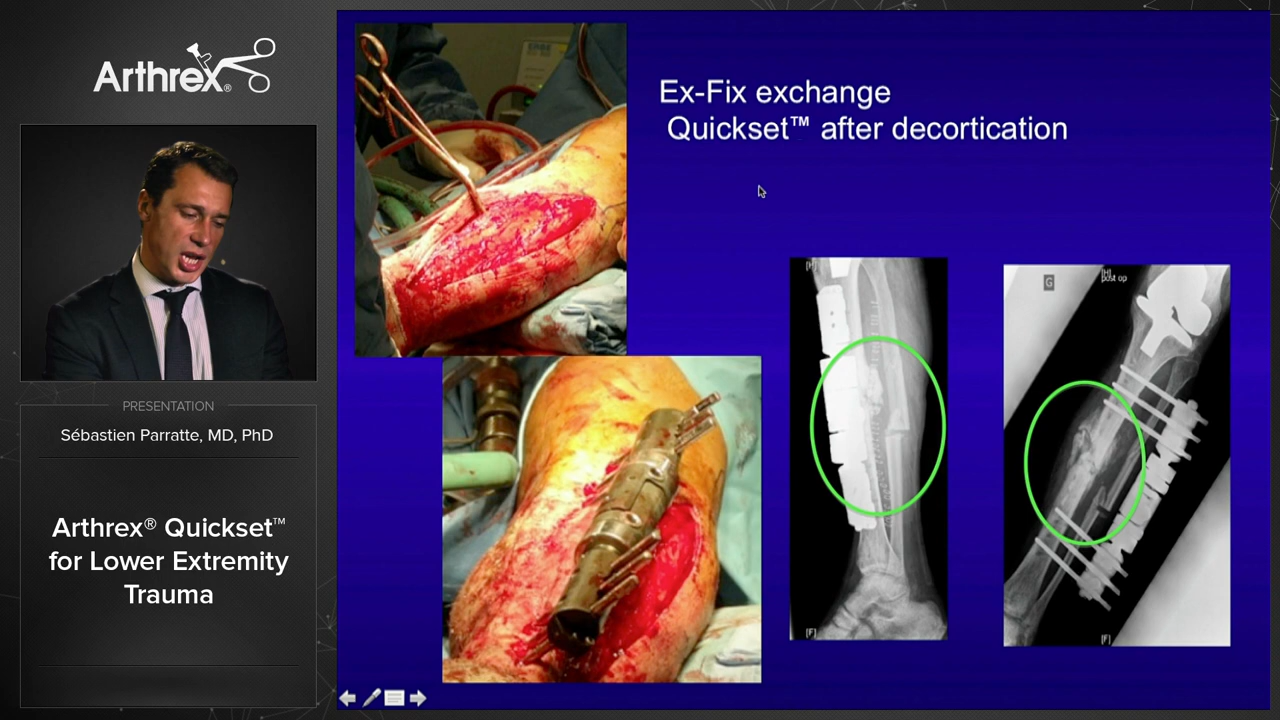 Arthrex®
PRESENTATION
Sébastien Parratte, MD, PhD
Arthrex® Quickset™
for Lower Extremity
Trauma
Ex-Fix exchange
Quickset™ after decortication
[H]
[F]
G
[H]
post op
[F]